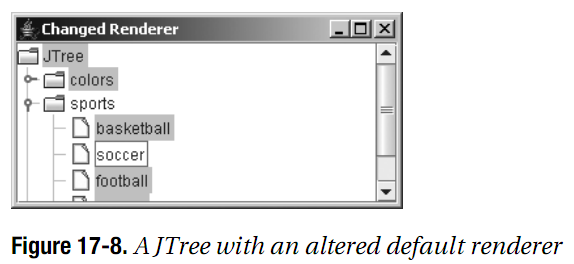 Changed Renderer
JTree
colors
sports
basketball
soccer
football
Figure 17-8. A JTree with an altered default renderer